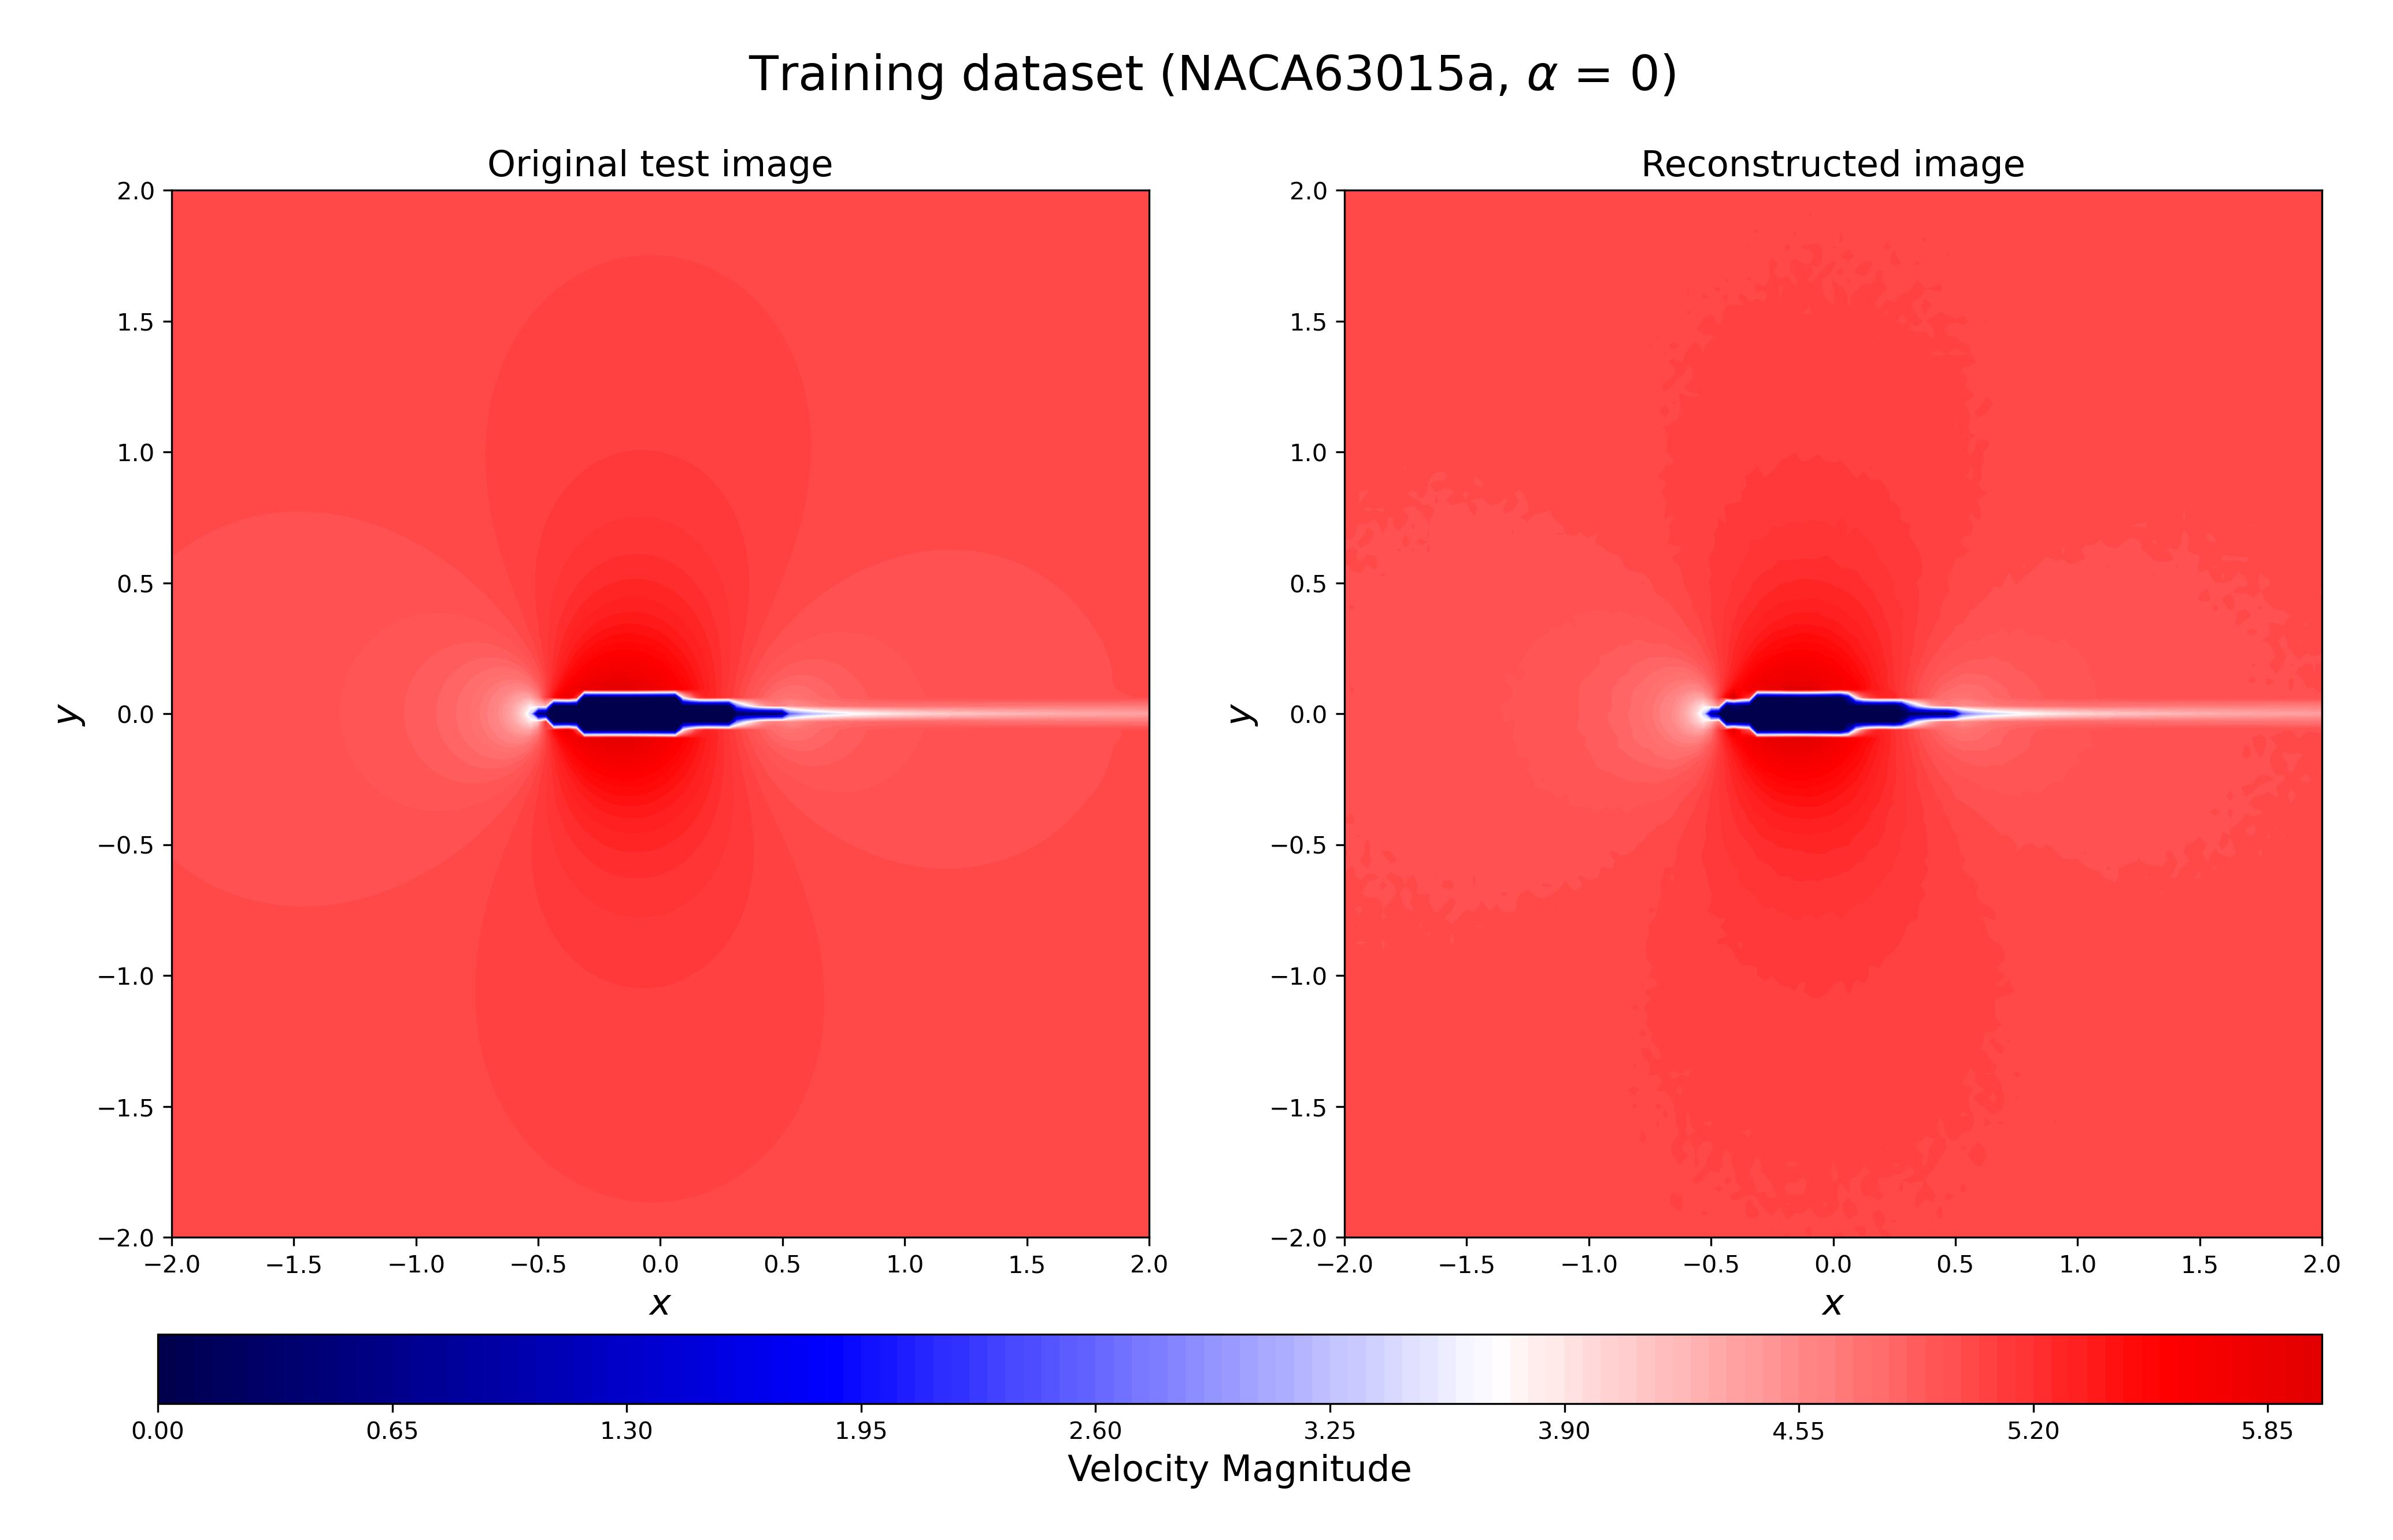 Training dataset (NACA63015a, α = 0)
Original test image
2.0
1.5
1.0
0.5
0.0
−0.5
−1.0
−1.5
−2.0
y
−2.0 −1.5 −1.0 −0.5 0.0 0.5 1.0 1.5 2.0
x
Reconstructed image
2.0
1.5
1.0
0.5
0.0
−0.5
−1.0
−1.5
−2.0
y
−2.0 −1.5 −1.0 −0.5 0.0 0.5 1.0 1.5 2.0
x
0.00 0.65 1.30 1.95 2.60 3.25 3.90 4.55 5.20 5.85
Velocity Magnitude